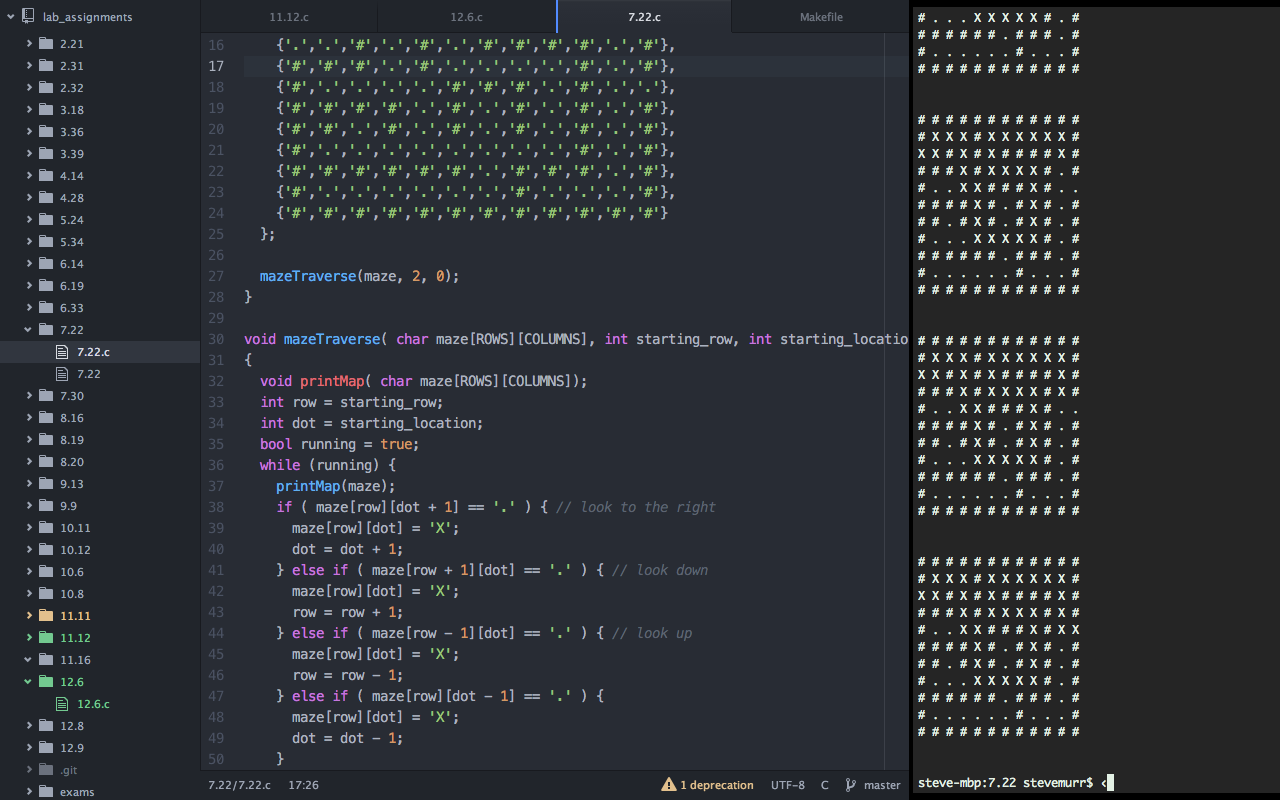 lab_assignments
2.21
2.31
2.32
3.18
3.36
3.39
4.14
4.28
5.24
5.34
6.14
6.19
6.33
7.22
7.22.c
7.22
7.30
8.16
8.19
8.20
9.13
9.9
10.11
10.12
10.6
10.8
11.11
11.12
11.16
12.6
12.6.c
12.8
12.9
.git
exams
11.12.c 12.6.c 7.22.c Makefile
16 {'.','.','#','.','#','.','#','#','#','#','.','#'},
17 {'#','#','#','.','#','.','.','.','.','#','.','#'},
18 {'#','.','.','.','.','#','#','#','.','#','.','.'},
19 {'#','#','#','#','.','#','.','#','.','#','.','#'},
20 {'#','#','.','#','.','#','.','#','.','#','.','#'},
21 {'#','.','.','.','.','.','.','.','.','#','.','#'},
22 {'#','#','#','#','#','#','.','#','#','#','.','#'},
23 {'#','.','.','.','.','.','.','#','.','.','.','#'},
24 {'#','#','#','#','#','#','#','#','#','#','#','#'}
25 };
26
27 mazeTraverse(maze, 2, 0);
28 }
29
30 void mazeTraverse( char maze[ROWS][COLUMNS], int starting_row, int starting_locatio
31 {
32 void printMap( char maze[ROWS][COLUMNS]);
33 int row = starting_row;
34 int dot = starting_location;
35 bool running = true;
36 while (running) {
37 printMap(maze);
38 if ( maze[row][dot + 1] == '.' ) { // look to the right
39 maze[row][dot] = 'X';
40 dot = dot + 1;
41 } else if ( maze[row + 1][dot] == '.' ) { // look down
42 maze[row][dot] = 'X';
43 row = row + 1;
44 } else if ( maze[row - 1][dot] == '.' ) { // look up
45 maze[row][dot] = 'X';
46 row = row - 1;
47 } else if ( maze[row][dot - 1] == '.' ) {
48 maze[row][dot] = 'X';
49 dot = dot - 1;
50 }
7.22/7.22.c 17:26 1 deprecation UTF-8 C master
# . . . X X X X X # . #
# # # # # # . # # # . #
# . . . . . . # . . . #
# # # # # # # # # # # #
# # # # # # # # # # # #
# X X X # X X X X X X #
X X # X # X # # # # X #
# # # X # X X X X # . #
# . . X X # # # X # . .
# # # # X # . # X # . #
# # . # X # . # X # . #
# . . . X X X X X # . #
# # # # # # . # # # . #
# . . . . . . # . . . #
# # # # # # # # # # # #
# # # # # # # # # # # #
# X X X # X X X X X X #
X X # X # X # # # # X #
# # # X # X X X X # X #
# . . X X # # # X # . .
# # # # X # . # X # . #
# # . # X # . # X # . #
# . . . X X X X X # . #
# # # # # # . # # # . #
# . . . . . . # . . . #
# # # # # # # # # # # #
# # # # # # # # # # # #
# X X X # X X X X X X #
X X # X # X # # # # X #
# # # X # X X X X # X #
# . . X X # # # X # X X
# # # # X # . # X # . #
# # . # X # . # X # . #
# . . . X X X X X # . #
# # # # # # . # # # . #
# . . . . . . # . . . #
# # # # # # # # # # # #
steve-mbp:7.22 stevemurr$ ‹